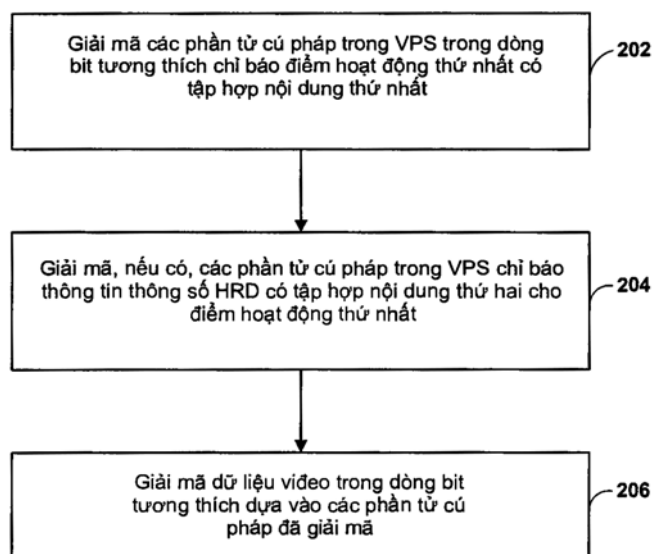 Giải mã các phần tử cú pháp trong VPS trong dòng
bit tương thích chỉ báo điểm hoạt động thứ nhất có
tập hợp nội dung thứ nhất
202
Giải mã, nếu có, các phần tử cú pháp trong VPS chỉ báo
thông tin thông số HRD có tập hợp nội dung thứ hai cho
điểm hoạt động thứ nhất
204
Giải mã dữ liệu viđeo trong dòng bit
tương thích dựa vào các phần tử cú
pháp đã giải mã
206